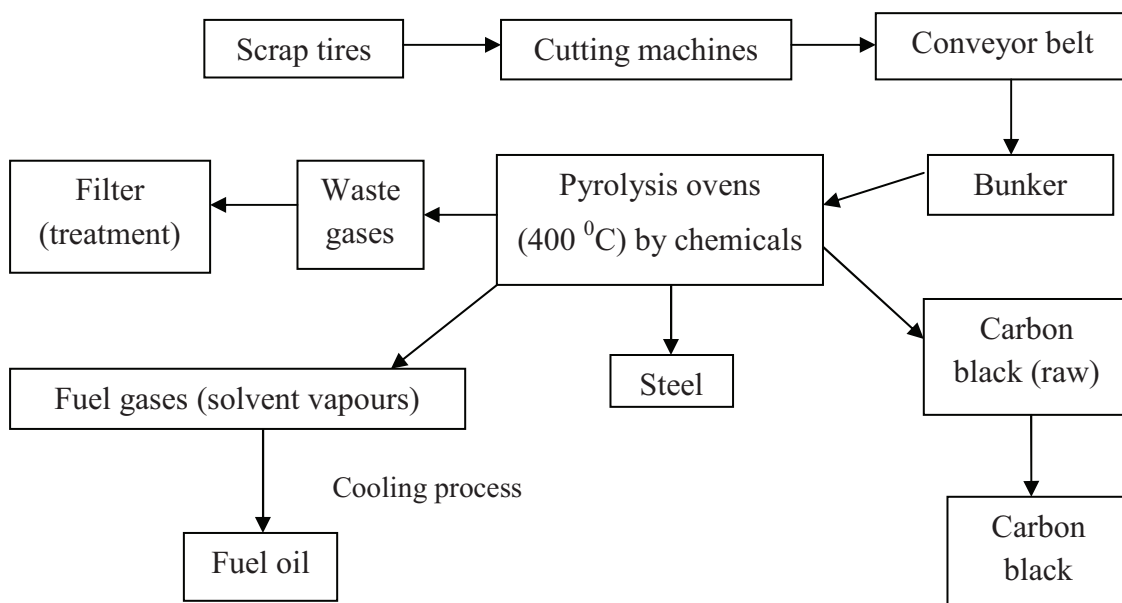 Scrap tires
Cutting machines
Conveyor belt
Filter
(treatment)
Waste
gases
Pyrolysis ovens
(400 ⁰C) by chemicals
Bunker
Fuel gases (solvent vapours)
Steel
Carbon
black (raw)
Cooling process
Fuel oil
Carbon
black